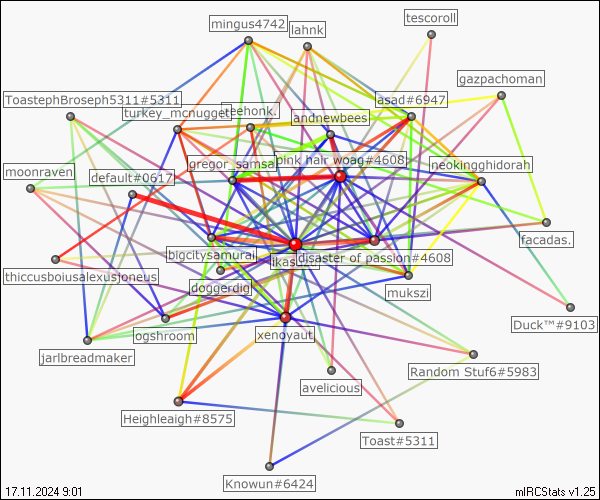 tescoroll
mingus4742
lahnk
gazpachoman
ToastephBroseph5311#5311
turkey_mcnugget
teehonk.
andnewbees
asad#6947
gregor_samsa
pink hair woag#4608
neokingghidorah
moonraven
default#0617
bigcitysamurai
disaster of passion#4608
facadas.
thiccusboiusalexusjoneus
doggerdig
mukszi
Duck™#9103
ogshroom
xenoyaut
jarlbreadmaker
Random Stuf6#5983
avelicious
Heighleaigh#8575
Toast#5311
Knowun#6424
17.11.2024 9:01
mIRCStats v1.25